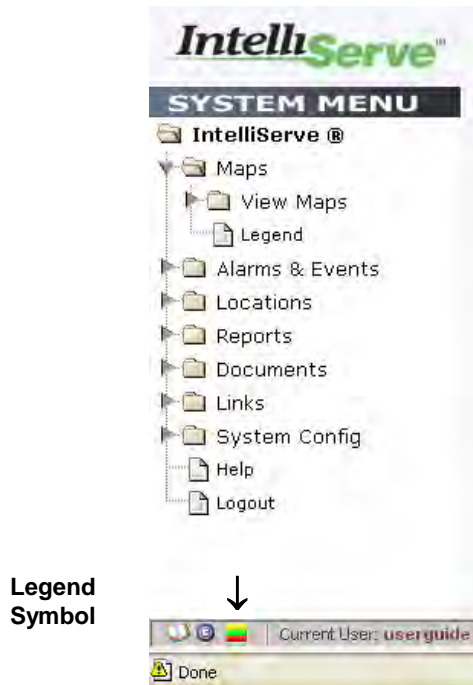 IntelliServe™
SYSTEM MENU
IntelliServe ®
Maps
View Maps
Legend
Alarms & Events
Locations
Reports
Documents
Links
System Config
Help
Logout
Legend
Symbol
Current User: userguide
Done